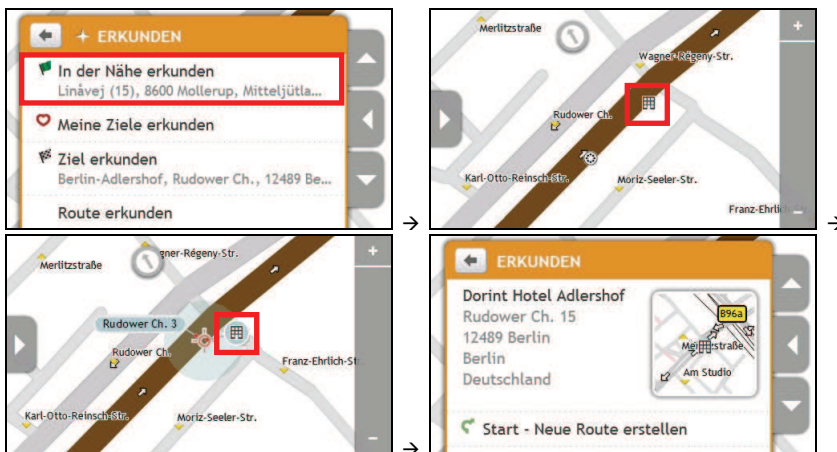 ERKUNDEN
In der Nähe erkunden
Linåvej (15), 8600 Mollerup, Mitteljütla...
Meine Ziele erkunden
Ziel erkunden
Berlin-Adlershof, Rudower Ch., 12489 Be...
Route erkunden
→
Merlitzstraße
+
Wagner-Régeny-Str.
Rudower Ch.
Karl-Otto-Reinsch-Str.
Moriz-Seeler-Str.
Franz-Ehrlich
-
→
gner-Régeny-Str.
+
Merlitzstraße
Rudower Ch. 3
Rudower Ch.
Franz-Ehrlich-St
Karl-Otto-Reinsch-Str.
Moriz-Seeler-Str.
-
→
ERKUNDEN
Dorint Hotel Adlershof
Rudower Ch. 15
12489 Berlin
Berlin
Deutschland
B96a
Am Studio
Start - Neue Route erstellen